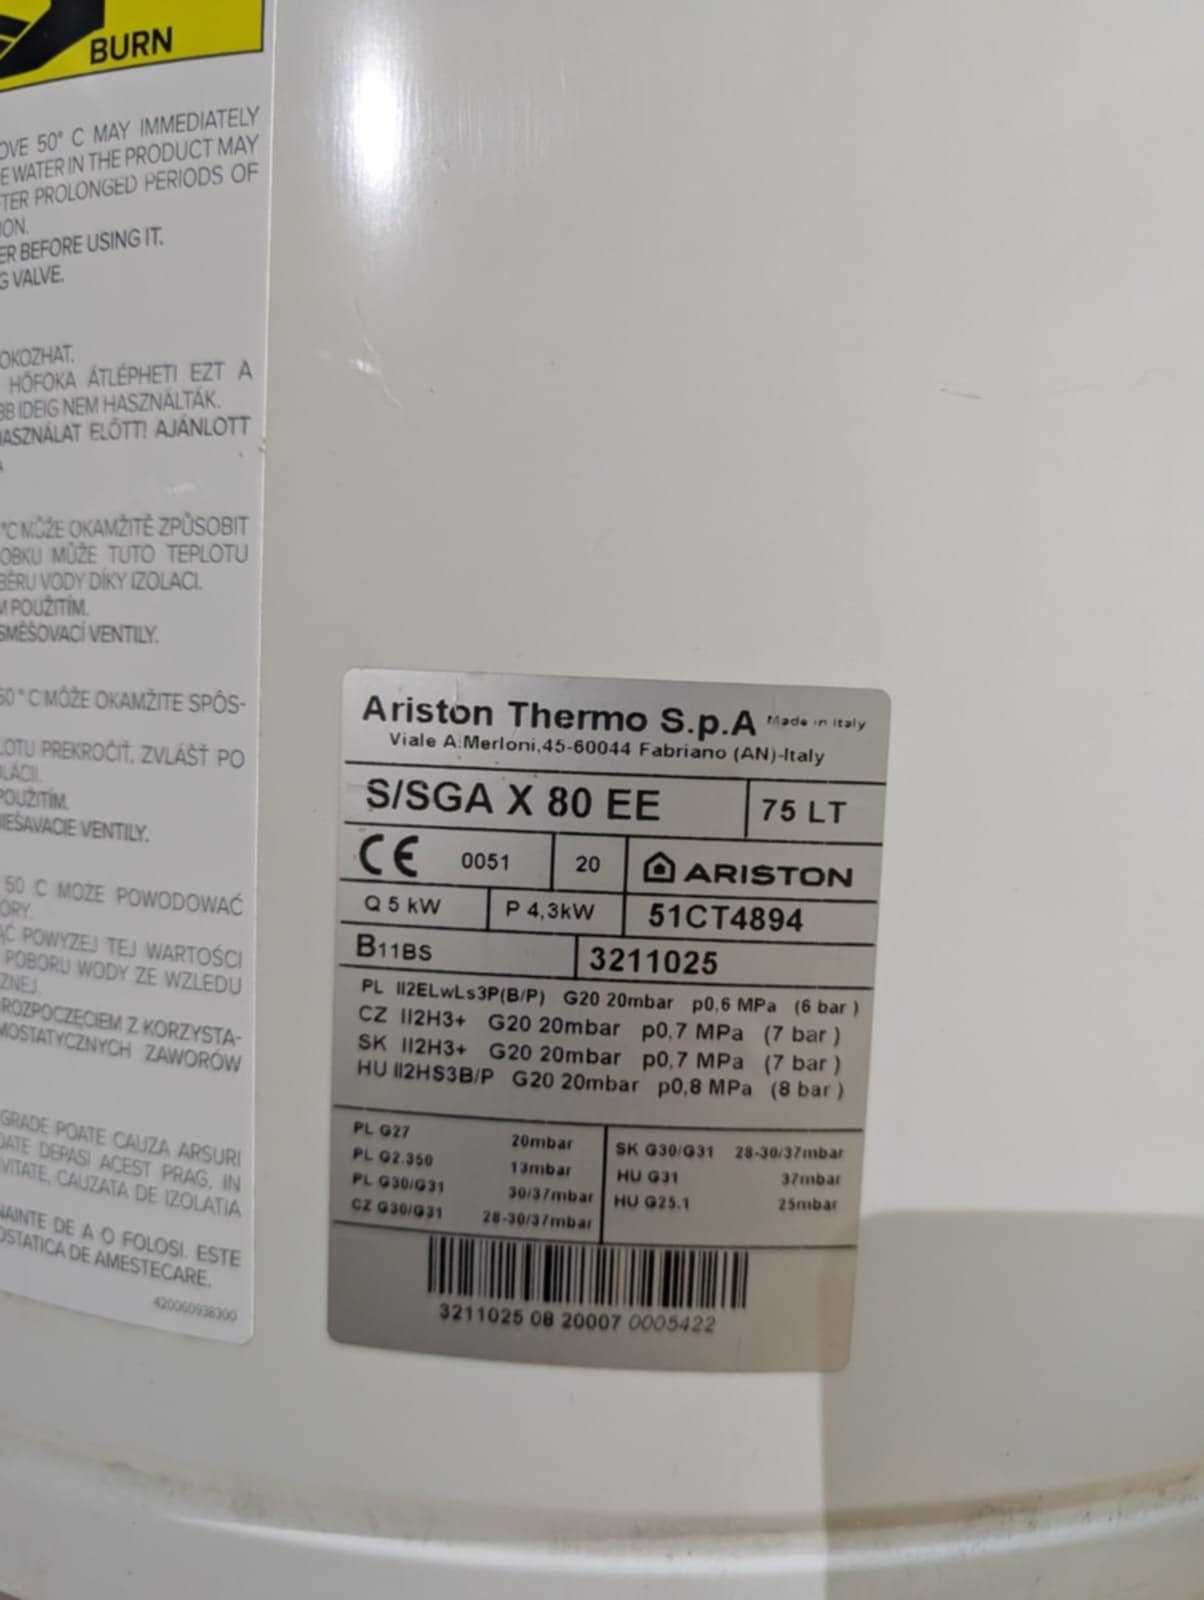 BURN
OVE 50° C MAY IMMEDIATELY
E WATER IN THE PRODUCT MAY
TER PROLONGED PERIODS OF
ION.
ER BEFORE USING IT.
G VALVE.
OKOZHAT.
HŐFOKA ÁTLÉPHETI EZT A
BB IDEIG NEM HASZNÁLTÁK.
HASZNÁLAT ELŐTT! AJÁNLOTT
°C MŮŽE OKAMŽITĚ ZPŮSOBIT
OBKU MŮŽE TUTO TEPLOTU
BĚRU VODY DÍKY IZOLACI.
M POUŽITÍM.
SMĚŠOVACÍ VENTILY.
50 ° C MÔŽE OKAMŽITE SPÔS-
LOTU PREKROČIŤ, ZVLÁŠŤ PO
LÁCII.
POUŽITÍM.
IEŠAVACIE VENTILY.
50 C MOŻE POWODOWAĆ
ÓRY.
ĄC POWYZEJ TEJ WARTOŚCI
POBORU WODY ZE WZLEDU
ZNEJ.
ROZPOCZĘCIEM Z KORZYSTA-
MOSTATYCZNYCH ZAWORÓW
GRADE POATE CAUZA ARSURI
OATE DEPASI ACEST PRAG, IN
VITATE, CAUZATA DE IZOLATIA
NAINTE DE A O FOLOSI. ESTE
OSTATICA DE AMESTECARE.
420060938300
Ariston Thermo S.p.A Made in Italy
Viale A.Merloni,45-60044 Fabriano (AN)-Italy
S/SGA X 80 EE 75 LT
CE 0051 20 ARISTON
Q 5 kW P 4,3kW 51CT4894
B11BS 3211025
PL II2ELwLs3P(B/P) G20 20mbar p0,6 MPa (6 bar )
CZ II2H3+ G20 20mbar p0,7 MPa (7 bar )
SK II2H3+ G20 20mbar p0,7 MPa (7 bar )
HU II2HS3B/P G20 20mbar p0,8 MPa (8 bar )
PL G27 20mbar
PL G2.350 13mbar
PL G30/G31 30/37mbar
CZ G30/G31 28-30/37mbar
SK G30/G31 28-30/37mbar
HU G31 37mbar
HU G25.1 25mbar
3211025 08 20007 0005422